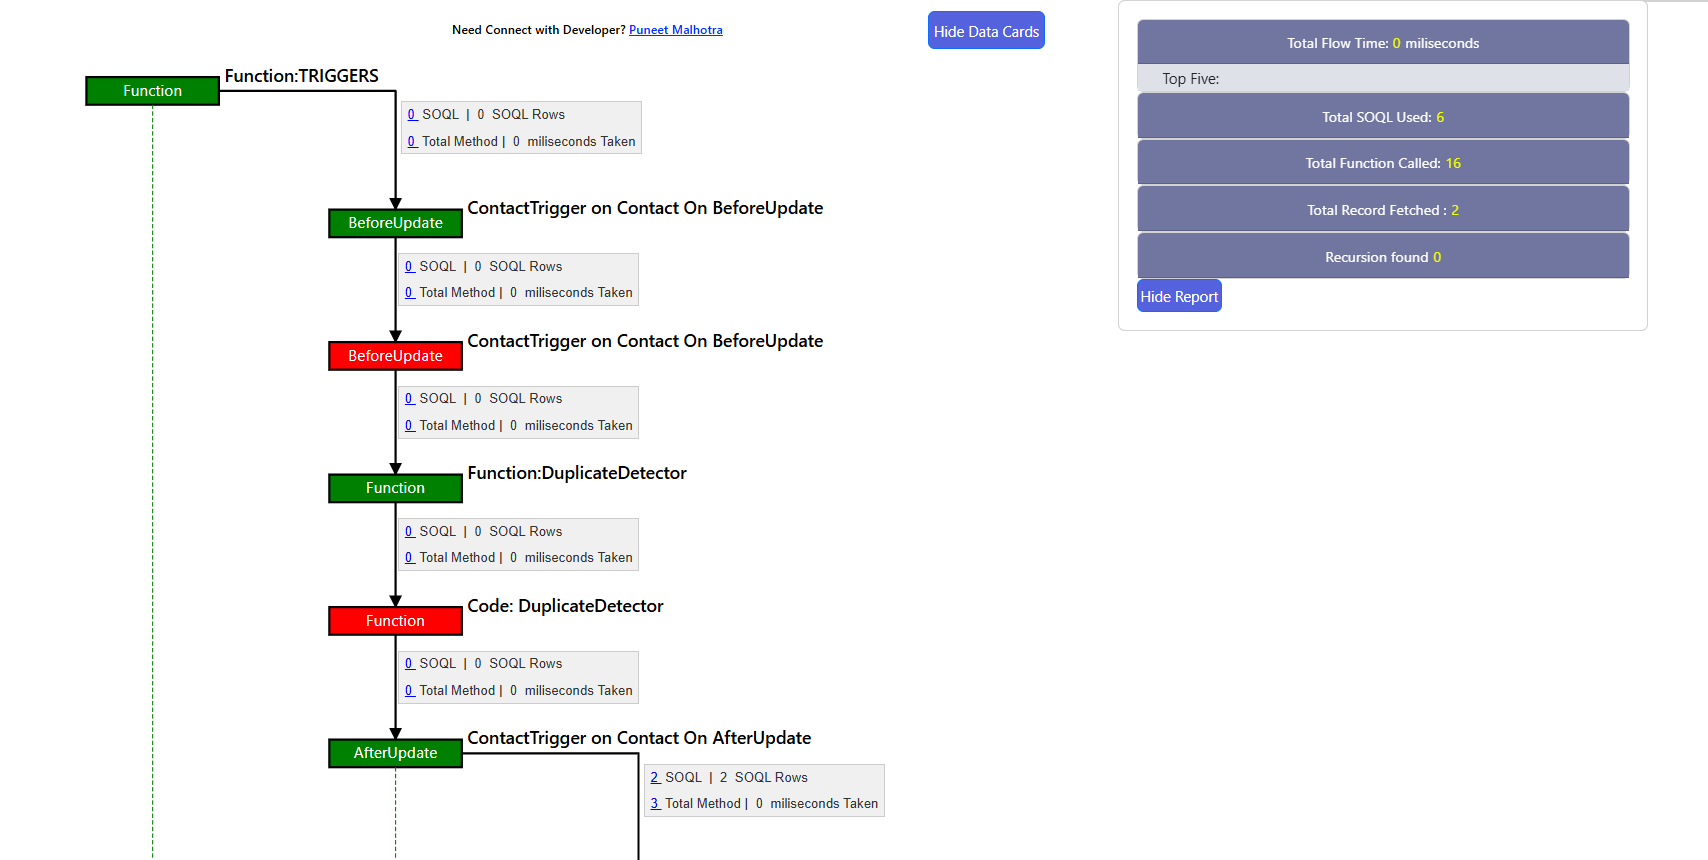 Need Connect with Developer? Puneet Malhotra
Hide Data Cards
Function
Function:TRIGGERS
0 SOQL | 0 SOQL Rows
0 Total Method | 0 miliseconds Taken
BeforeUpdate
ContactTrigger on Contact On BeforeUpdate
0 SOQL | 0 SOQL Rows
0 Total Method | 0 miliseconds Taken
BeforeUpdate
ContactTrigger on Contact On BeforeUpdate
0 SOQL | 0 SOQL Rows
0 Total Method | 0 miliseconds Taken
Function
Function:DuplicateDetector
0 SOQL | 0 SOQL Rows
0 Total Method | 0 miliseconds Taken
Function
Code: DuplicateDetector
0 SOQL | 0 SOQL Rows
0 Total Method | 0 miliseconds Taken
AfterUpdate
ContactTrigger on Contact On AfterUpdate
2 SOQL | 2 SOQL Rows
3 Total Method | 0 miliseconds Taken
Total Flow Time: 0 miliseconds
Top Five:
Total SOQL Used: 6
Total Function Called: 16
Total Record Fetched : 2
Recursion found 0
Hide Report